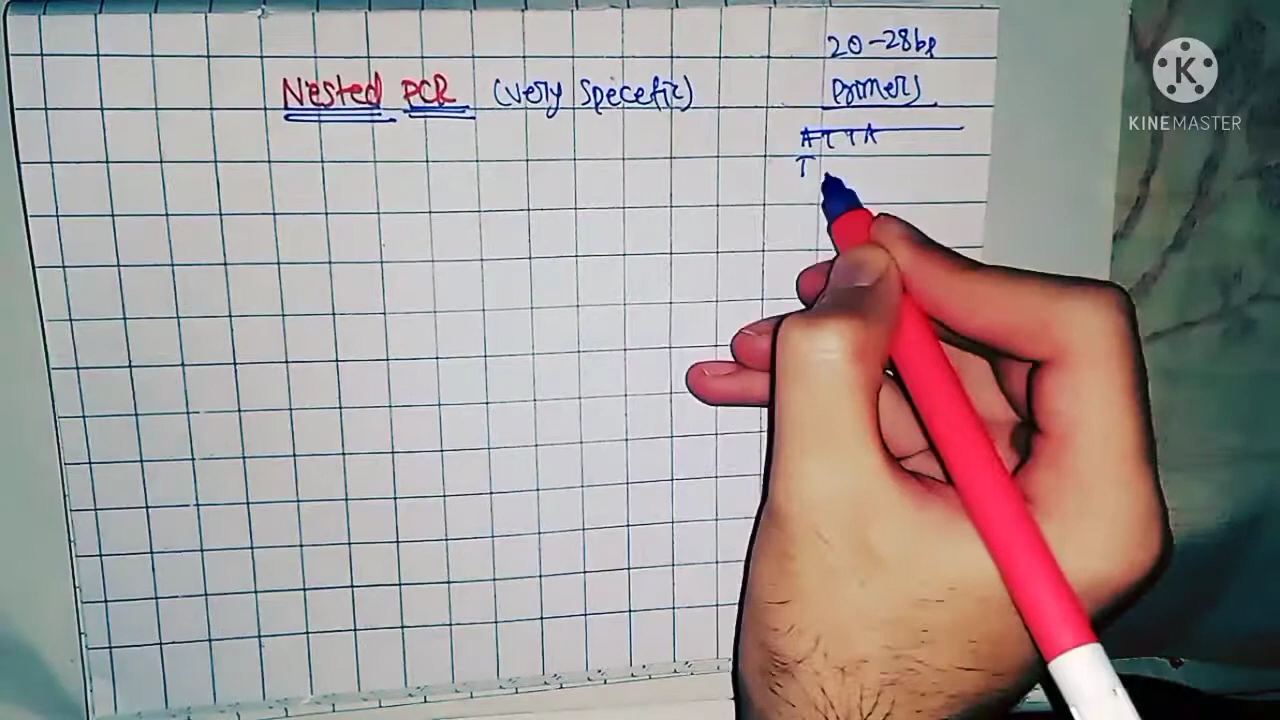 20-28bp
Nested PCR (very specefic) primers
ATTA
T
K
KINEMASTER